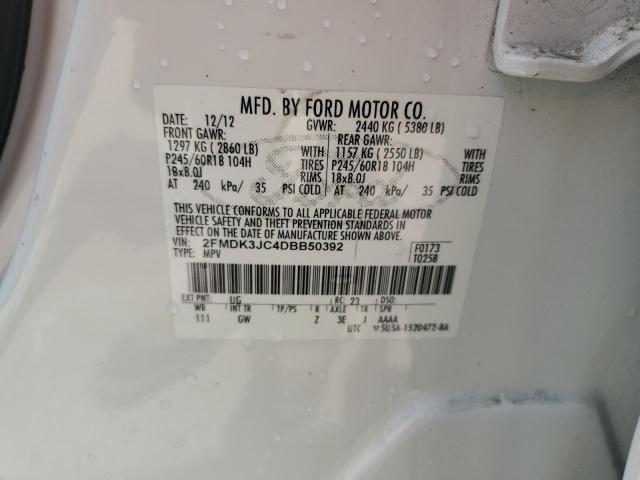 MFD. BY FORD MOTOR CO.
DATE: 12/12 GVWR: 2440 KG ( 5380 LB)
FRONT GAWR: REAR GAWR:
1297 KG ( 2860 LB) 1157 KG ( 2550 LB)
P245/60R18 104H TIRES P245/60R18 104H TIRES
18x8.0J RIMS 18x8.0J RIMS
AT 240 kPa/ 35 PSI COLD AT 240 kPa/ 35 PSI COLD
THIS VEHICLE CONFORMS TO ALL APPLICABLE FEDERAL MOTOR
VEHICLE SAFETY AND THEFT PREVENTION STANDARDS IN
EFFECT ON THE DATE OF MANUFACTURE SHOWN ABOVE.
VIN: 2FMDK3JC4DBB50392 F0173
TYPE: MPV T0258
EXT PNT: UG RC: 23 DSO:
WB INT TR TP/PS R AXLE TR SPR
111 GW Z 3E J AAAA
UTC 5U5A-1520472-BA